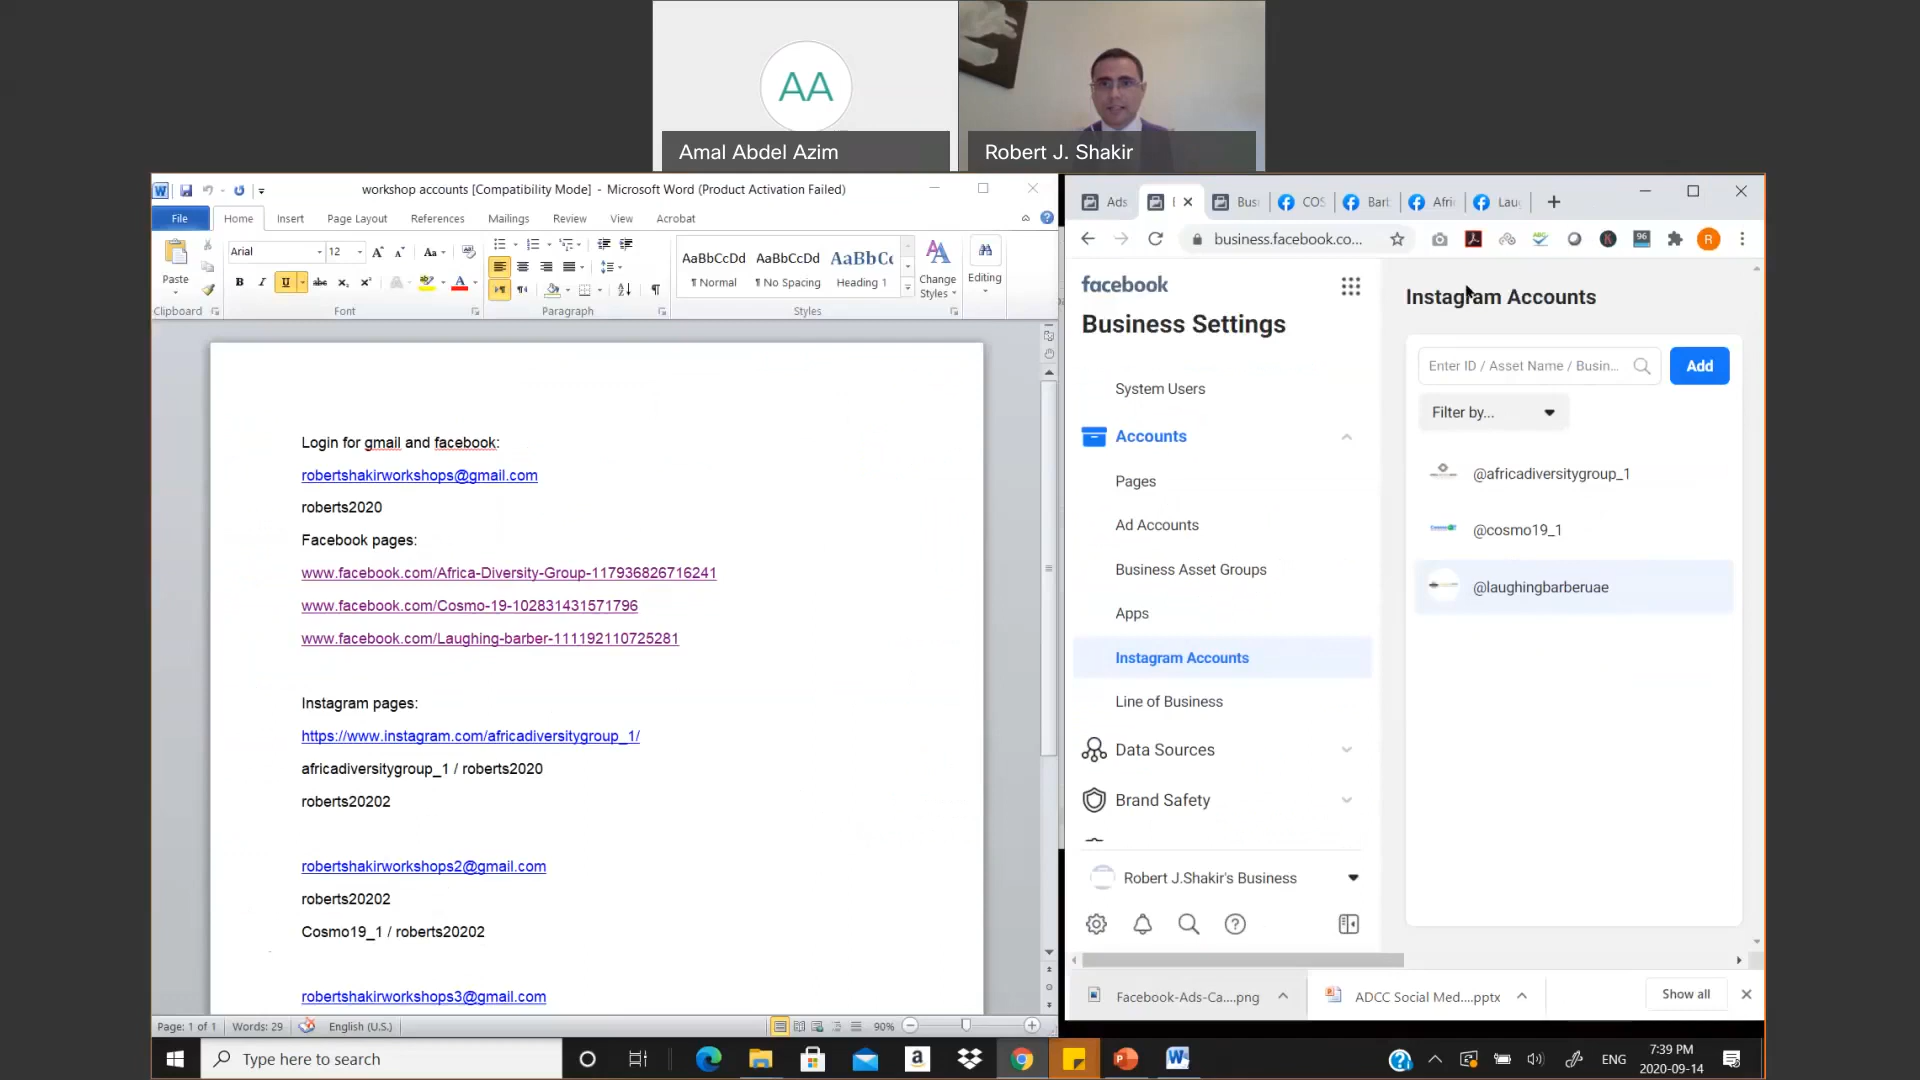 AA
Amal Abdel Azim
Robert J. Shakir
workshop accounts [Compatibility Mode] - Microsoft Word (Product Activation Failed)
File Home Insert Page Layout References Mailings Review View Acrobat
Paste
Arial 12
AaBbCcDd AaBbCcDd AaBbCc
¶ Normal ¶ No Spacing Heading 1
Change Styles
Editing
Clipboard Font Paragraph Styles
Login for gmail and facebook:
robertshakirworkshops@gmail.com
roberts2020
Facebook pages:
www.facebook.com/Africa-Diversity-Group-117936826716241
www.facebook.com/Cosmo-19-102831431571796
www.facebook.com/Laughing-barber-111192110725281
Instagram pages:
https://www.instagram.com/africadiversitygroup_1/
africadiversitygroup_1 / roberts2020
roberts20202
robertshakirworkshops2@gmail.com
roberts20202
Cosmo19_1 / roberts20202
robertshakirworkshops3@gmail.com
Page: 1 of 1 Words: 29 English (U.S.) 90%
Ads Bus COS Bart Afri Lau
business.facebook.co...
96
R
facebook
Business Settings
System Users
Accounts
Pages
Ad Accounts
Business Asset Groups
Apps
Instagram Accounts
Line of Business
Data Sources
Brand Safety
Robert J.Shakir's Business
Instagram Accounts
Enter ID / Asset Name / Busin...
Add
Filter by...
@africadiversitygroup_1
@cosmo19_1
@laughingbarberuae
Facebook-Ads-Ca....png
ADCC Social Med....pptx
Show all
Type here to search
ENG
7:39 PM
2020-09-14